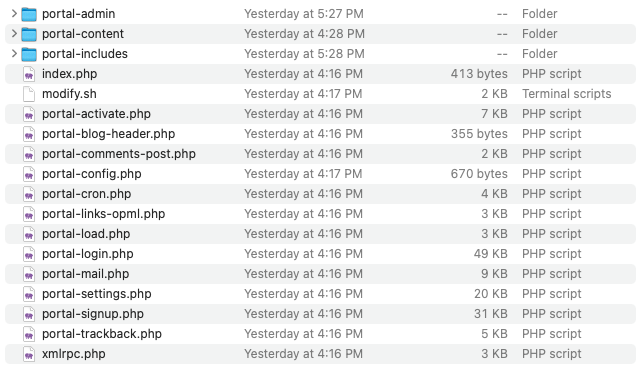 portal-admin Yesterday at 5:27 PM -- Folder
portal-content Yesterday at 4:28 PM -- Folder
portal-includes Yesterday at 5:28 PM -- Folder
index.php Yesterday at 4:16 PM 413 bytes PHP script
modify.sh Yesterday at 4:17 PM 2 KB Terminal scripts
portal-activate.php Yesterday at 4:16 PM 7 KB PHP script
portal-blog-header.php Yesterday at 4:16 PM 355 bytes PHP script
portal-comments-post.php Yesterday at 4:16 PM 2 KB PHP script
portal-config.php Yesterday at 4:17 PM 670 bytes PHP script
portal-cron.php Yesterday at 4:16 PM 4 KB PHP script
portal-links-opml.php Yesterday at 4:16 PM 3 KB PHP script
portal-load.php Yesterday at 4:16 PM 3 KB PHP script
portal-login.php Yesterday at 4:16 PM 49 KB PHP script
portal-mail.php Yesterday at 4:16 PM 9 KB PHP script
portal-settings.php Yesterday at 4:16 PM 20 KB PHP script
portal-signup.php Yesterday at 4:16 PM 31 KB PHP script
portal-trackback.php Yesterday at 4:16 PM 5 KB PHP script
xmlrpc.php Yesterday at 4:16 PM 3 KB PHP script